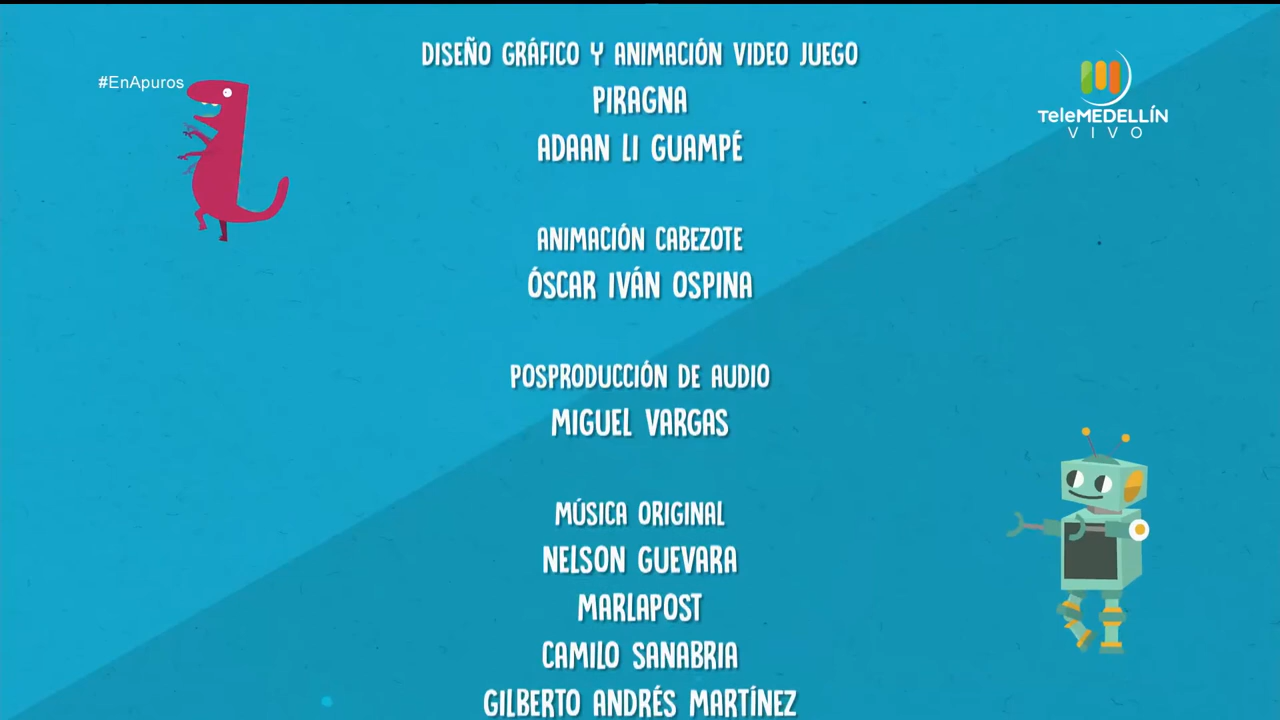 DISEÑO GRÁFICO Y ANIMACIÓN VIDEO JUEGO
#EnApuros
PIRAGNA
TeleMEDELLÍN
VIVO
ADAAN LI GUAMPÉ
ANIMACIÓN CABEZOTE
ÓSCAR IVÁN OSPINA
POSPRODUCCIÓN DE AUDIO
MIGUEL VARGAS
MÚSICA ORIGINAL
NELSON GUEVARA
MARLAPOST
CAMILO SANABRIA
GILBERTO ANDRÉS MARTÍNEZ